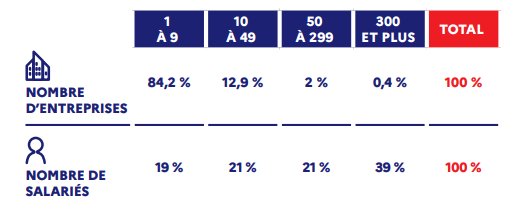 1 À 9 10 À 49 50 À 299 300 ET PLUS TOTAL
NOMBRE D’ENTREPRISES 84,2 % 12,9 % 2 % 0,4 % 100 %
NOMBRE DE SALARIÉS 19 % 21 % 21 % 39 % 100 %